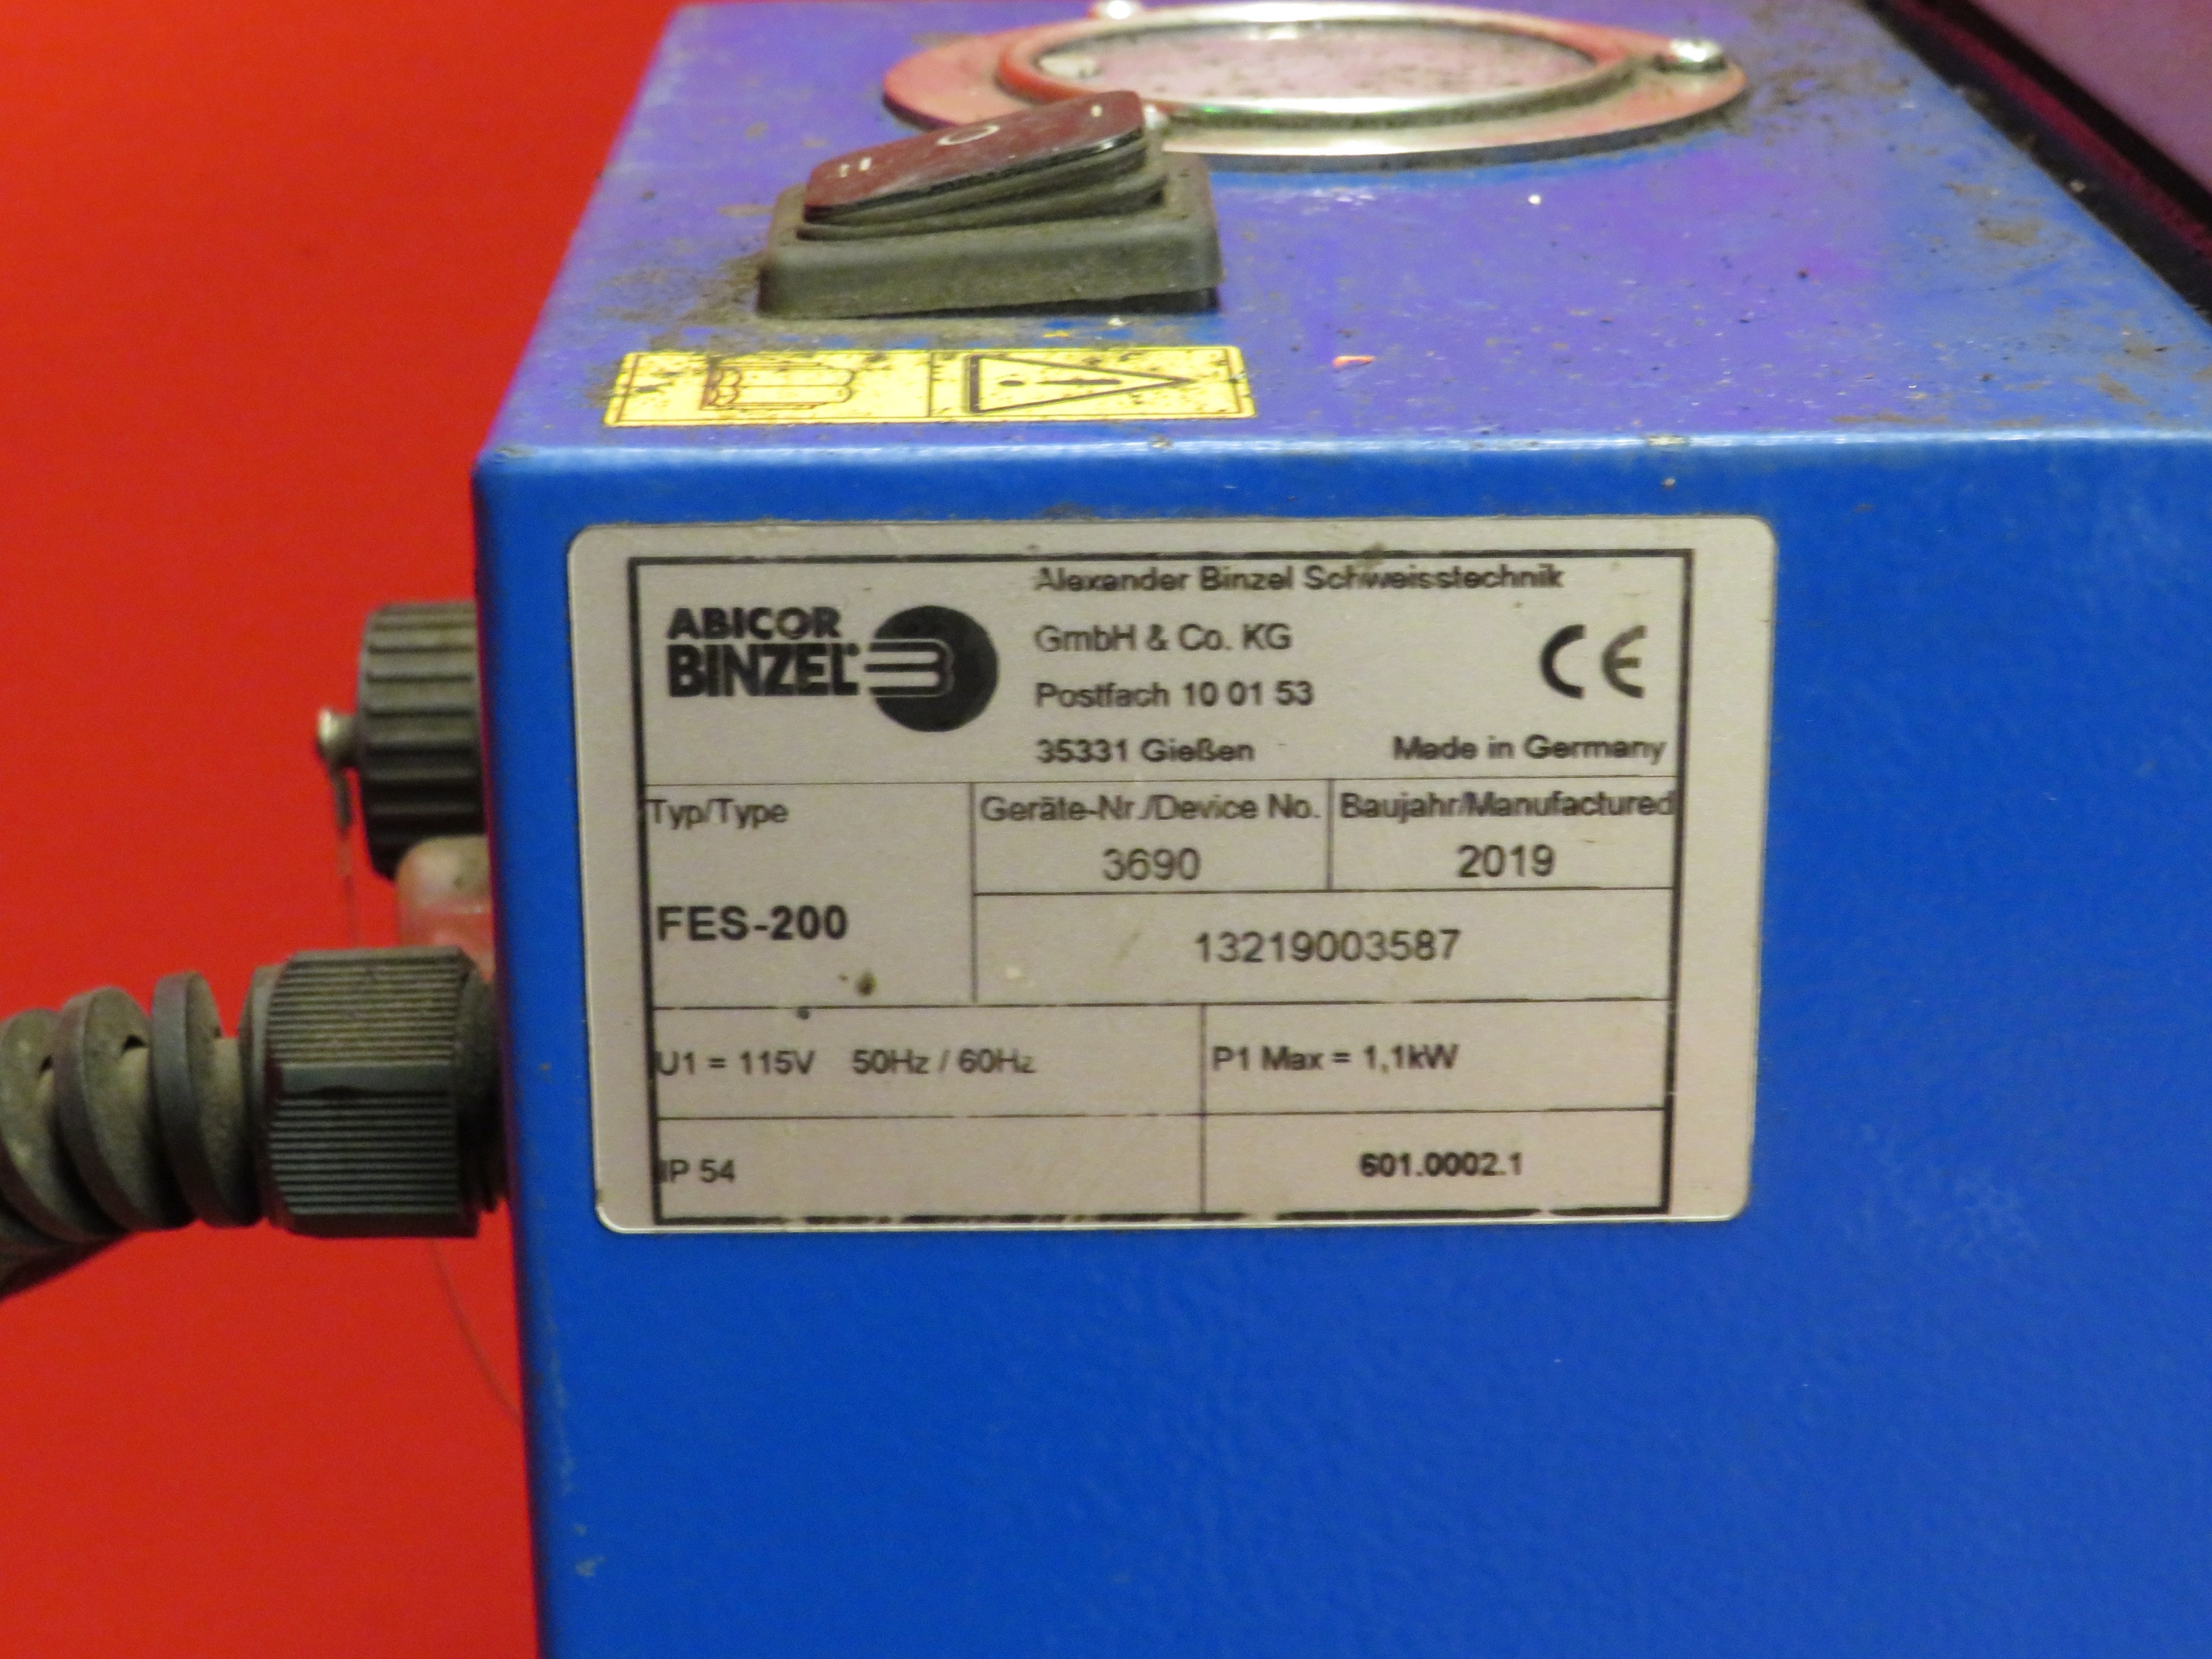 II O I
ABICOR
BINZEL
Alexander Binzel Schweisstechnik
GmbH & Co. KG
Postfach 10 01 53
35331 Gießen
CE
Made in Germany
Typ/Type
FES-200
Geräte-Nr./Device No.
3690
Baujahr/Manufactured
2019
13219003587
U1 = 115V 50Hz / 60Hz
P1 Max = 1,1kW
IP 54
601.0002.1